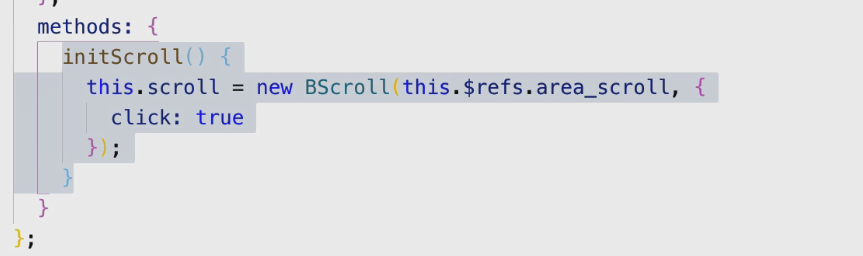 };
methods: {
initScroll() {
this.scroll = new BScroll(this.$refs.area_scroll, {
click: true
});
}
}
};